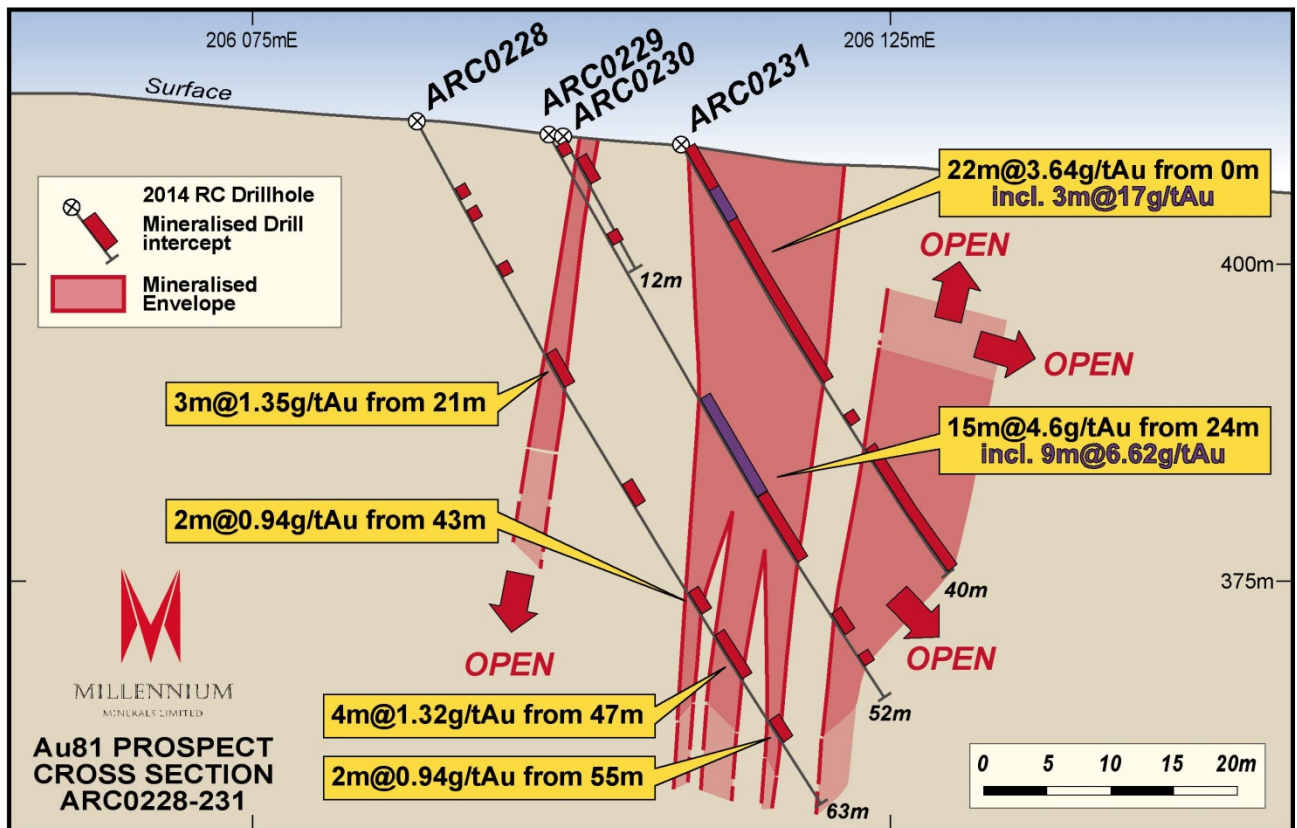 206 075mE
206 125mE
Surface
ARC0228
ARC0229
ARC0230
ARC0231
2014 RC Drillhole
Mineralised Drill
intercept
Mineralised
Envelope
22m@3.64g/tAu from 0m
incl. 3m@17g/tAu
OPEN
400m
12m
OPEN
3m@1.35g/tAu from 21m
15m@4.6g/tAu from 24m
incl. 9m@6.62g/tAu
2m@0.94g/tAu from 43m
375m
40m
OPEN
OPEN
52m
MILLENNIUM
MINERALS LIMITED
4m@1.32g/tAu from 47m
Au81 PROSPECT
CROSS SECTION
ARC0228-231
2m@0.94g/tAu from 55m
63m
0 5 10 15 20m